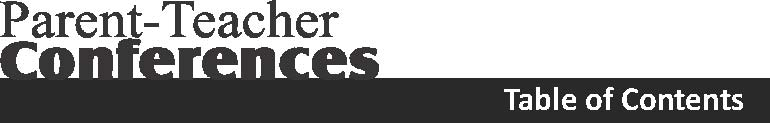 Parent-Teacher
Conferences
Table of Contents